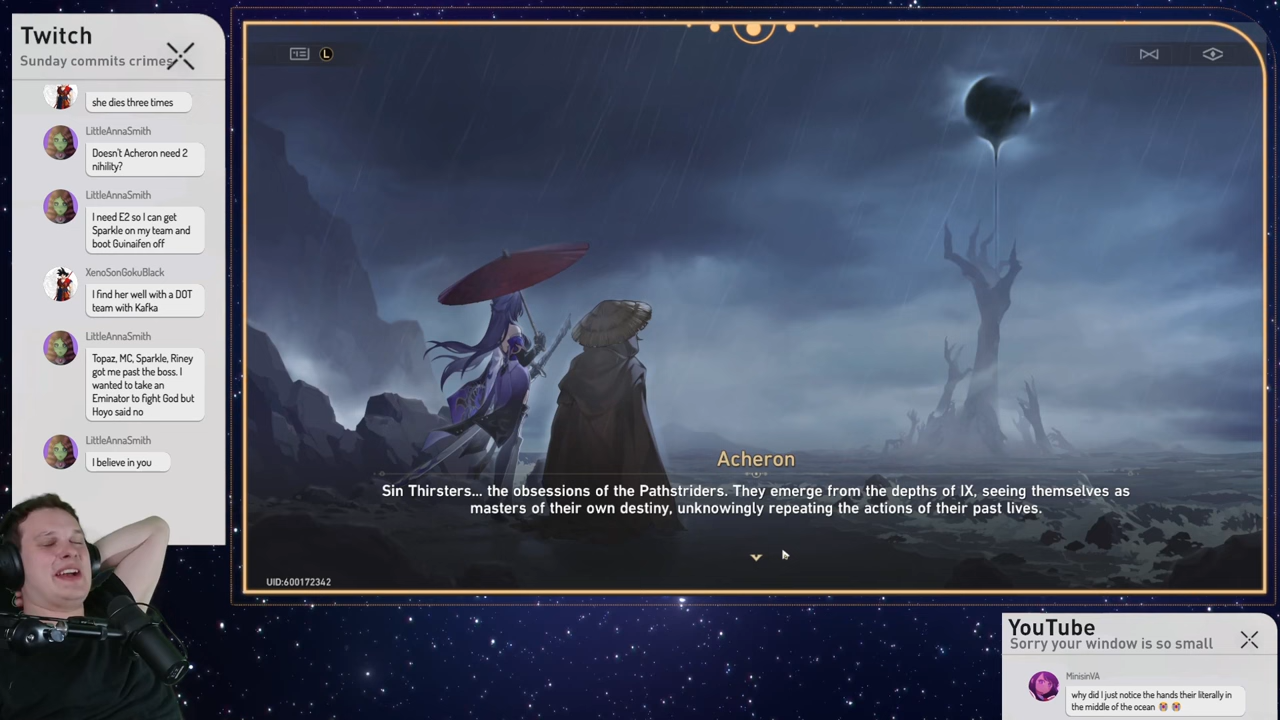 Twitch
Sunday commits crimes
she dies three times
LittleAnnaSmith
Doesn't Acheron need 2
nihility?
LittleAnnaSmith
I need E2 so I can get
Sparkle on my team and
boot Guinaifen off
XenoSonGokuBlack
I find her well with a DOT
team with Kafka
LittleAnnaSmith
Topaz, MC, Sparkle, Riney
got me past the boss. I
wanted to take an
Eminator to fight God but
Hoyo said no
LittleAnnaSmith
I believe in you
L
Acheron
Sin Thirsters... the obsessions of the Pathstriders. They emerge from the depths of IX, seeing themselves as
masters of their own destiny, unknowingly repeating the actions of their past lives.
UID:600172342
YouTube
Sorry your window is so small
MinisinVA
why did I just notice the hands their literally in
the middle of the ocean